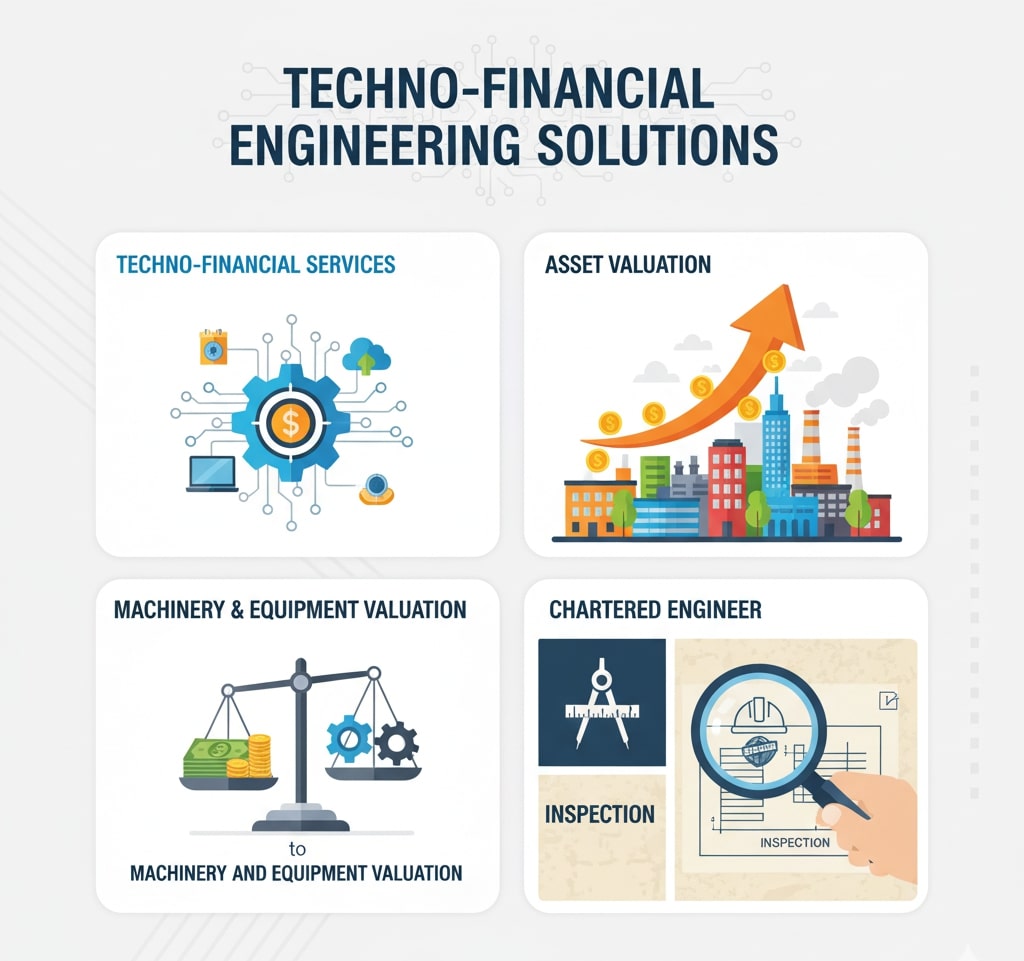 TECHNO-FINANCIAL
ENGINEERING SOLUTIONS
TECHNO-FINANCIAL SERVICES
ASSET VALUATION
MACHINERY & EQUIPMENT VALUATION
to
MACHINERY AND EQUIPMENT VALUATION
CHARTERED ENGINEER
INSPECTION
INSPECTION